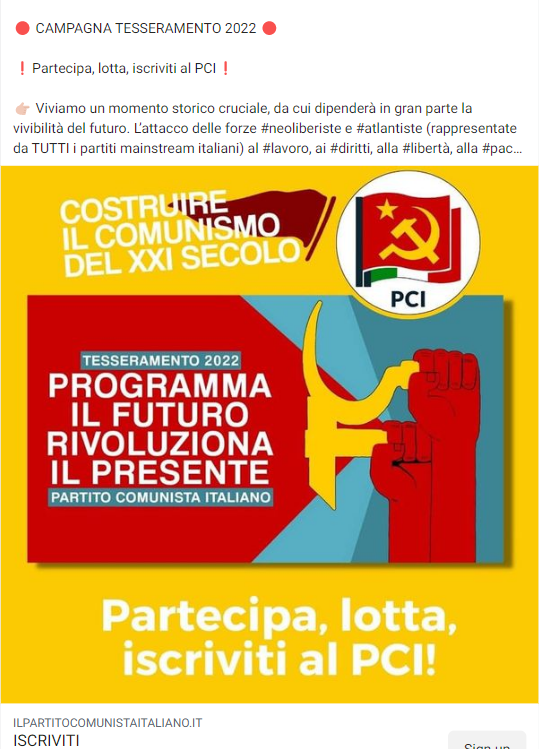 🔴 CAMPAGNA TESSERAMENTO 2022 🔴
❗ Partecipa, lotta, iscriviti al PCI ❗
👉🏻 Viviamo un momento storico cruciale, da cui dipenderà in gran parte la
vivibilità del futuro. L'attacco delle forze #neoliberiste e #atlantiste (rappresentate
da TUTTI i partiti mainstream italiani) al #lavoro, ai #diritti, alla #libertà, alla #pac...
COSTRUIRE
IL COMUNISMO
DEL XXI SECOLO
PCI
TESSERAMENTO 2022
PROGRAMMA
IL FUTURO
RIVOLUZIONA
IL PRESENTE
PARTITO COMUNISTA ITALIANO
Partecipa, lotta,
iscriviti al PCI!
ILPARTITOCOMUNISTAITALIANO.IT
ISCRIVITI
Sign up